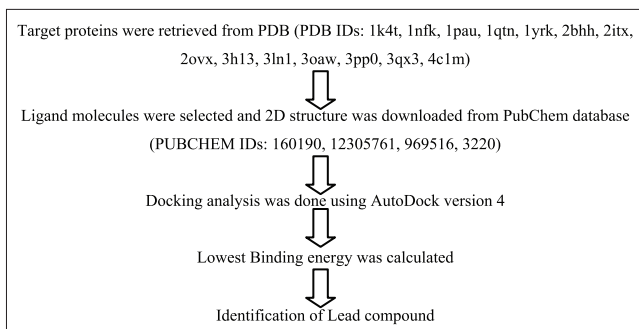 Target proteins were retrieved from PDB (PDB IDs: 1k4t, 1nfk, 1pau, 1qtn, 1yrk, 2bhh, 2itx,
2ovx, 3h13, 3ln1, 3oaw, 3pp0, 3qx3, 4c1m)
Ligand molecules were selected and 2D structure was downloaded from PubChem database
(PUBCHEM IDs: 160190, 12305761, 969516, 3220)
Docking analysis was done using AutoDock version 4
Lowest Binding energy was calculated
Identification of Lead compound